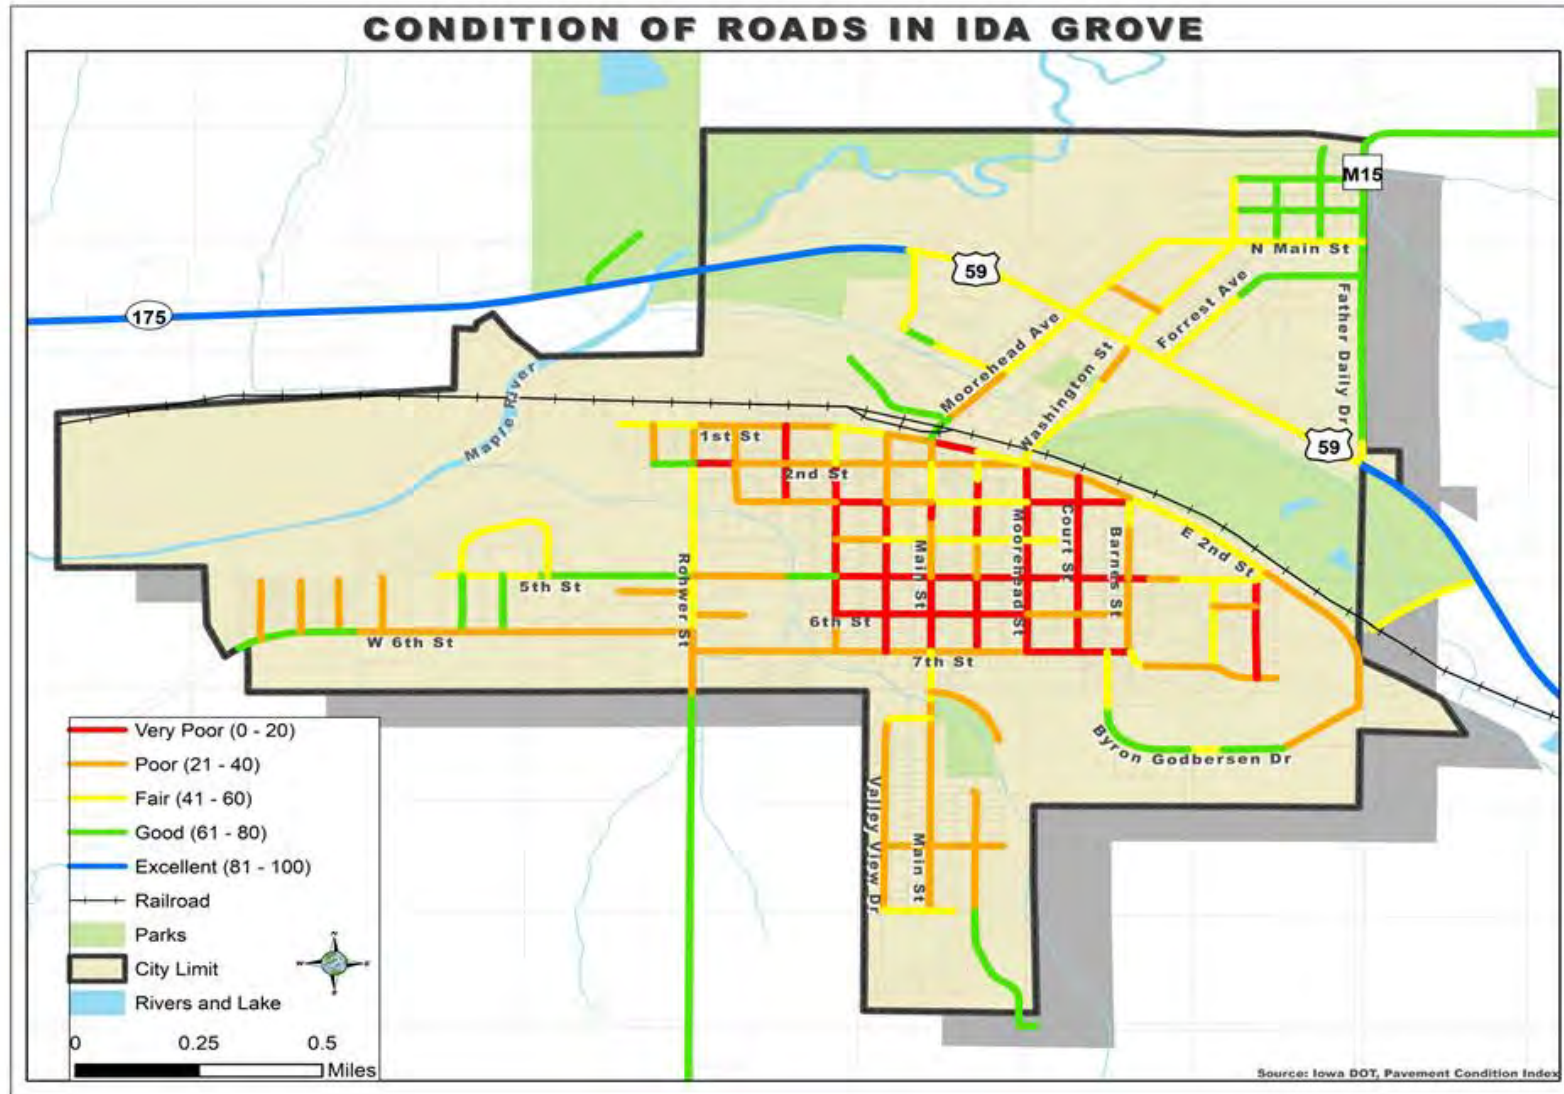 CONDITION OF ROADS IN IDA GROVE
M15
N Main St
59
175
Forrest Ave
Father Daily Dr
Moorehead Ave
Washington St
Maple River
59
1st St
2nd St
Main St
Moorehead St
Court St
Barnes St
E 2nd St
5th St
Rohwer St
6th St
W 6th St
7th St
Byron Godbersen Dr
Valley View Dr
Main St
Very Poor (0 - 20)
Poor (21 - 40)
Fair (41 - 60)
Good (61 - 80)
Excellent (81 - 100)
Railroad
Parks
City Limit
Rivers and Lake
N
W
E
S
0 0.25 0.5
Miles
Source: Iowa DOT, Pavement Condition Index